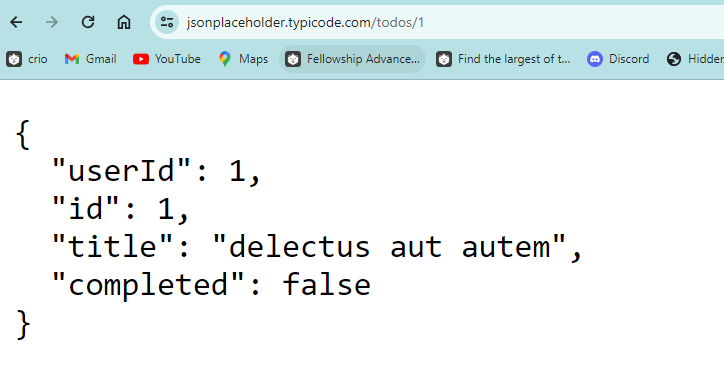 jsonplaceholder.typicode.com/todos/1
crio Gmail YouTube Maps Fellowship Advance... Find the largest of t... Discord Hidder
{
"userId": 1,
"id": 1,
"title": "delectus aut autem",
"completed": false
}